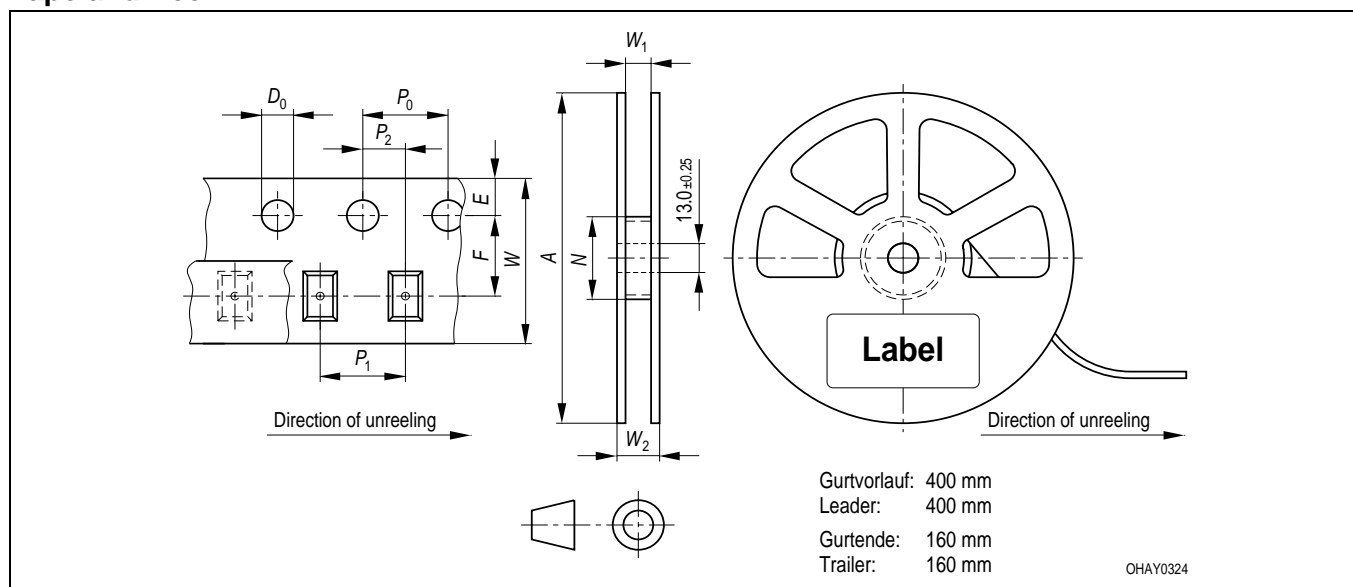 D0
P0
P2
E
F
W
P1
Direction of unreeling
W1
A
N
13.0 ±0.25
W2
Label
Direction of unreeling
Gurtvorlauf: 400 mm
Leader: 400 mm
Gurtende: 160 mm
Trailer: 160 mm
OHAY0324